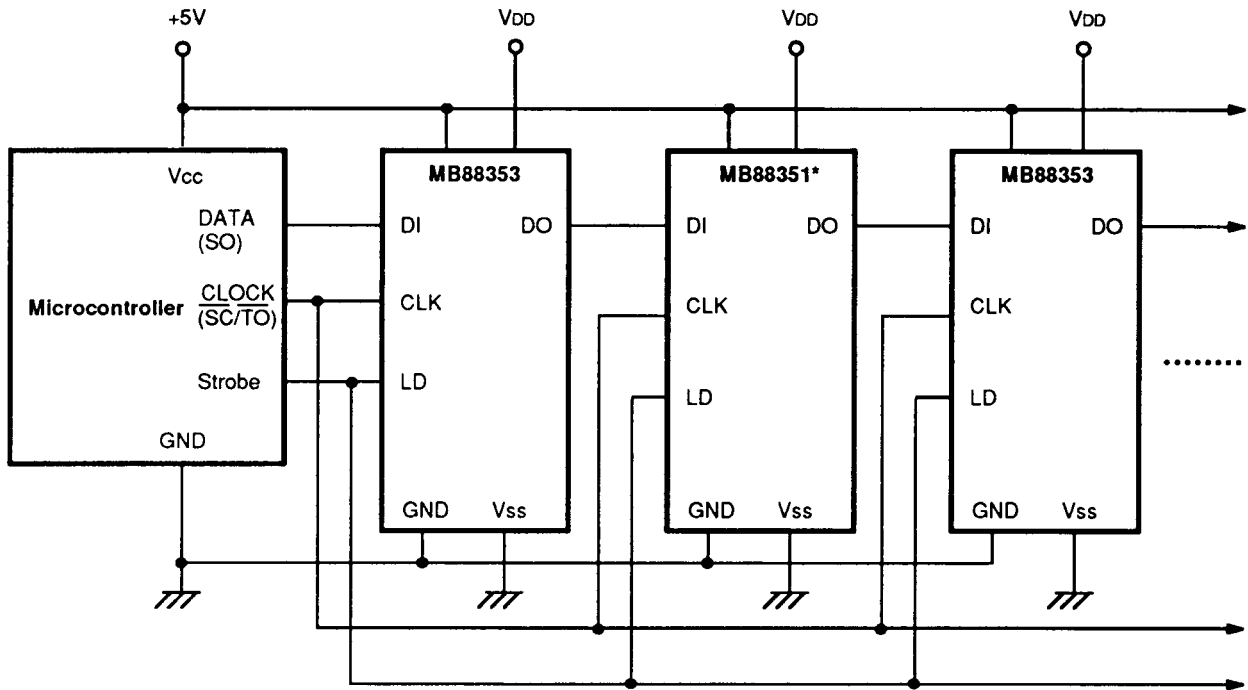 +5V
VDD
VDD
VDD
Vcc
DATA
(SO)
Microcontroller
CLOCK
(SC/TO)
Strobe
GND
MB88353
DI
DO
CLK
LD
GND
Vss
MB88351*
DI
DO
CLK
LD
GND
Vss
MB88353
DI
DO
CLK
LD
GND
Vss
........